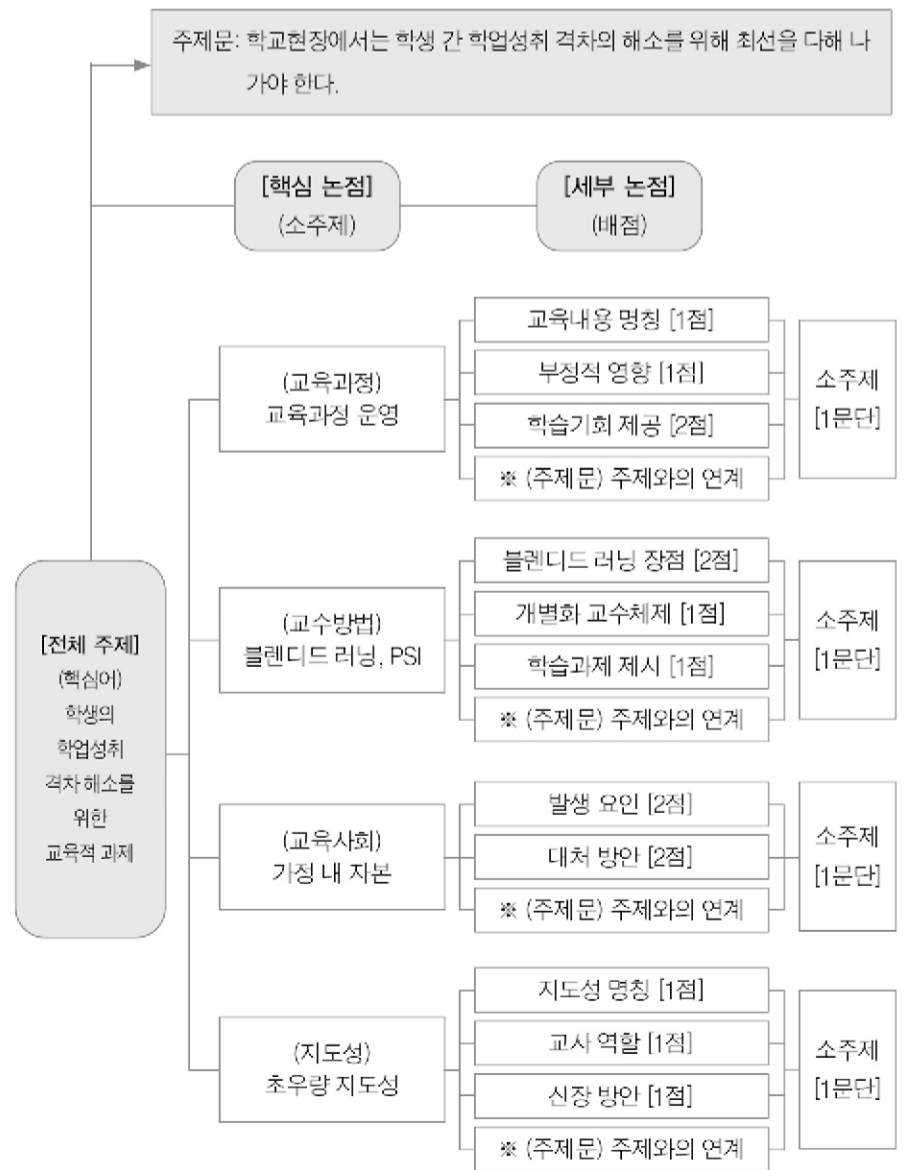 주제문: 학교현장에서는 학생 간 학업성취 격차의 해소를 위해 최선을 다해 나
가야 한다.
[핵심 논점]
(소주제)
[세부 논점]
(배점)
[전체 주제]
(핵심어)
학생의
학업성취
격차 해소를
위한
교육적 과제
(교육과정)
교육과정 운영
교육내용 명칭 [1점]
부정적 영향 [1점]
학습기회 제공 [2점]
※ (주제문) 주제와의 연계
소주제
[1문단]
(교수방법)
블렌디드 러닝, PSI
블렌디드 러닝 장점 [2점]
개별화 교수체제 [1점]
학습과제 제시 [1점]
※ (주제문) 주제와의 연계
소주제
[1문단]
(교육사회)
가정 내 자본
발생 요인 [2점]
대처 방안 [2점]
※ (주제문) 주제와의 연계
소주제
[1문단]
(지도성)
초우량 지도성
지도성 명칭 [1점]
교사 역할 [1점]
신장 방안 [1점]
※ (주제문) 주제와의 연계
소주제
[1문단]